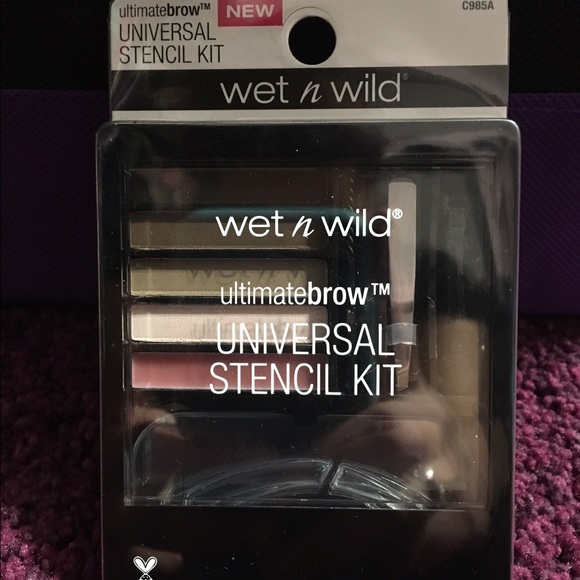 ultimatebrow™ NEW C985A
UNIVERSAL
STENCIL KIT
wet n wild®
wet n wild®
ultimatebrow™
UNIVERSAL
STENCIL KIT